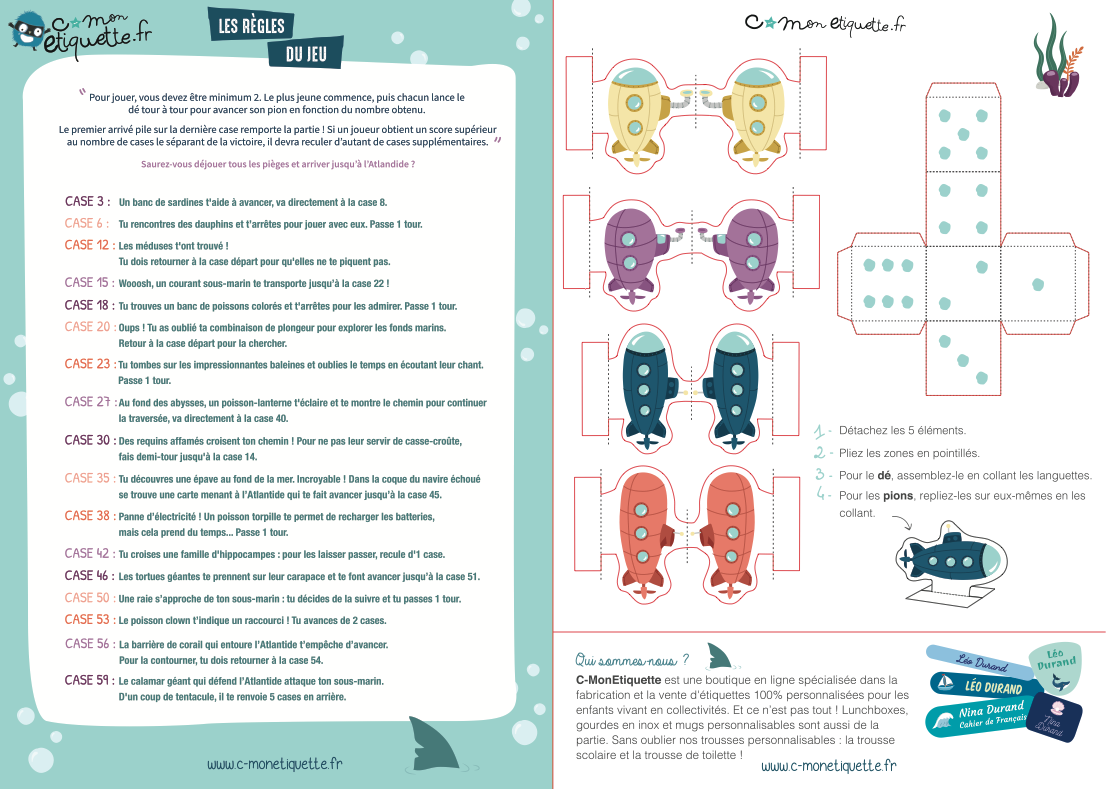 C mon
etiquette.fr
LES RÈGLES
DU JEU
" Pour jouer, vous devez être minimum 2. Le plus jeune commence, puis chacun lance le
dé tour à tour pour avancer son pion en fonction du nombre obtenu.
Le premier arrivé pile sur la dernière case remporte la partie ! Si un joueur obtient un score supérieur
au nombre de cases le séparant de la victoire, il devra reculer d'autant de cases supplémentaires. "
Saurez-vous déjouer tous les pièges et arriver jusqu'à l'Atlandide ?
CASE 3 : Un banc de sardines t'aide à avancer, va directement à la case 8.
CASE 6 : Tu rencontres des dauphins et t'arrêtes pour jouer avec eux. Passe 1 tour.
CASE 12 : Les méduses t'ont trouvé !
Tu dois retourner à la case départ pour qu'elles ne te piquent pas.
CASE 15 : Wooosh, un courant sous-marin te transporte jusqu'à la case 22 !
CASE 18 : Tu trouves un banc de poissons colorés et t'arrêtes pour les admirer. Passe 1 tour.
CASE 20 : Oups ! Tu as oublié ta combinaison de plongeur pour explorer les fonds marins.
Retour à la case départ pour la chercher.
CASE 23 : Tu tombes sur les impressionnantes baleines et oublies le temps en écoutant leur chant.
Passe 1 tour.
CASE 27 : Au fond des abysses, un poisson-lanterne t'éclaire et te montre le chemin pour continuer
la traversée, va directement à la case 40.
CASE 30 : Des requins affamés croisent ton chemin ! Pour ne pas leur servir de casse-croûte,
fais demi-tour jusqu'à la case 14.
CASE 35 : Tu découvres une épave au fond de la mer. Incroyable ! Dans la coque du navire échoué
se trouve une carte menant à l'Atlantide qui te fait avancer jusqu'à la case 45.
CASE 38 : Panne d'électricité ! Un poisson torpille te permet de recharger les batteries,
mais cela prend du temps... Passe 1 tour.
CASE 42 : Tu croises une famille d'hippocampes : pour les laisser passer, recule d'1 case.
CASE 46 : Les tortues géantes te prennent sur leur carapace et te font avancer jusqu'à la case 51.
CASE 50 : Une raie s'approche de ton sous-marin : tu décides de la suivre et tu passes 1 tour.
CASE 53 : Le poisson clown t'indique un raccourci ! Tu avances de 2 cases.
CASE 56 : La barrière de corail qui entoure l'Atlantide t'empêche d'avancer.
Pour la contourner, tu dois retourner à la case 54.
CASE 59 : Le calamar géant qui défend l'Atlantide attaque ton sous-marin.
D'un coup de tentacule, il te renvoie 5 cases en arrière.
www.c-monetiquette.fr
C mon etiquette.fr
1 - Détachez les 5 éléments.
2 - Pliez les zones en pointillés.
3 - Pour le dé, assemblez-le en collant les languettes.
4 - Pour les pions, repliez-les sur eux-mêmes en les
collant.
Qui sommes-nous ?
C-MonEtiquette est une boutique en ligne spécialisée dans la
fabrication et la vente d'étiquettes 100% personnalisées pour les
enfants vivant en collectivités. Et ce n'est pas tout ! Lunchboxes,
gourdes en inox et mugs personnalisables sont aussi de la
partie. Sans oublier nos trousses personnalisables : la trousse
scolaire et la trousse de toilette !
www.c-monetiquette.fr
Léo Durand
Léo
Durand
LÉO DURAND
Nina Durand
Cahier de Français
Nina
Durand